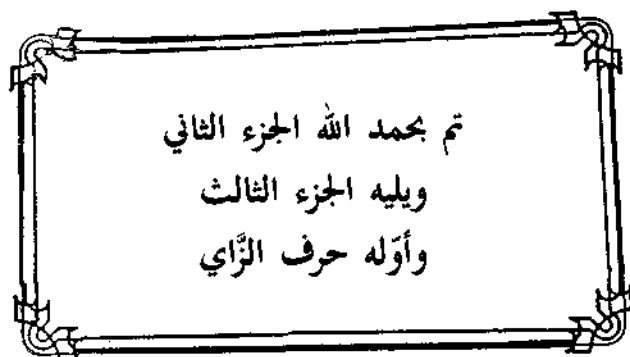 تم بحمد الله الجزء الثاني
ويليه الجزء الثالث
وأوّله حرف الزَّاي